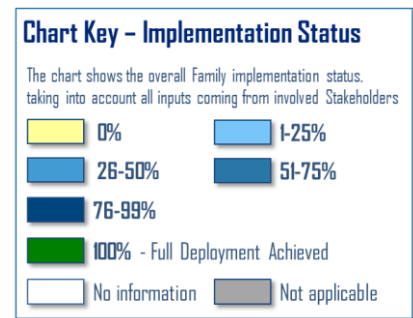 Chart Key – Implementation Status
The chart shows the overall Family implementation status,
taking into account all inputs coming from involved Stakeholders
0% 1-25%
26-50% 51-75%
76-99%
100% - Full Deployment Achieved
No information Not applicable